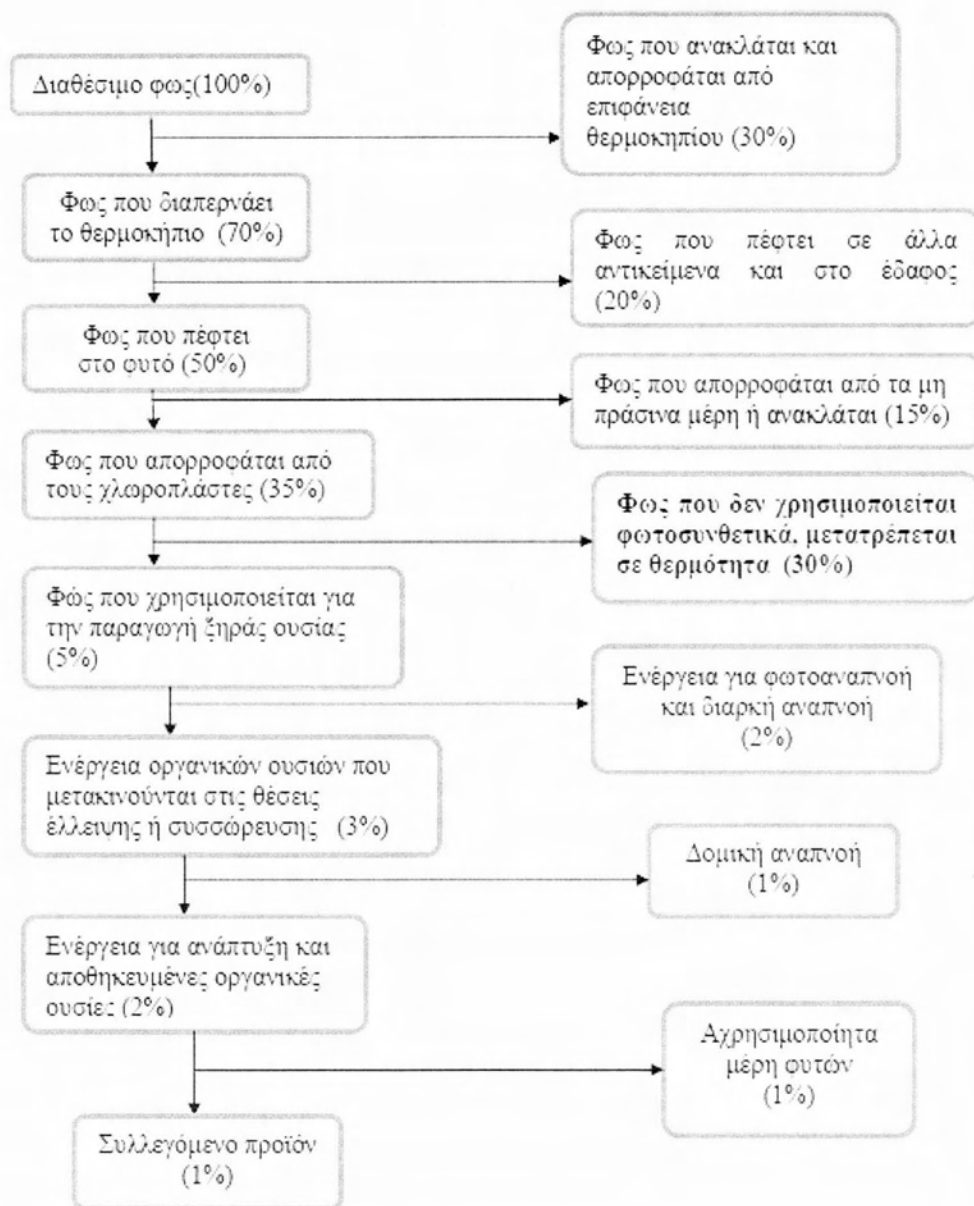 Διαθέσιμο φως(100%)
Φως που ανακλάται και
απορροφάται από
επιφάνεια
θερμοκηπίου (30%)
Φως που διαπερνάει
το θερμοκήπιο (70%)
Φως που πέφτει σε άλλα
αντικείμενα και στο έδαφος
(20%)
Φως που πέφτει
στο φυτό (50%)
Φως που απορροφάται από τα μη
πράσινα μέρη ή ανακλάται (15%)
Φως που απορροφάται από
τους χλωροπλάστες (35%)
Φως που δεν χρησιμοποιείται
φωτοσυνθετικά, μετατρέπεται
σε θερμότητα (30%)
Φώς που χρησιμοποιείται για
την παραγωγή ξηράς ουσίας
(5%)
Ενέργεια για φωτοαναπνοή
και διαρκή αναπνοή
(2%)
Ενέργεια οργανικών ουσιών που
μετακινούνται στις θέσεις
έλλειψης ή συσσώρευσης (3%)
Δομική αναπνοή
(1%)
Ενέργεια για ανάπτυξη και
αποθηκευμένες οργανικές
ουσίες (2%)
Αχρησιμοποίητα
μέρη φυτών
(1%)
Συλλεγόμενο προϊόν
(1%)